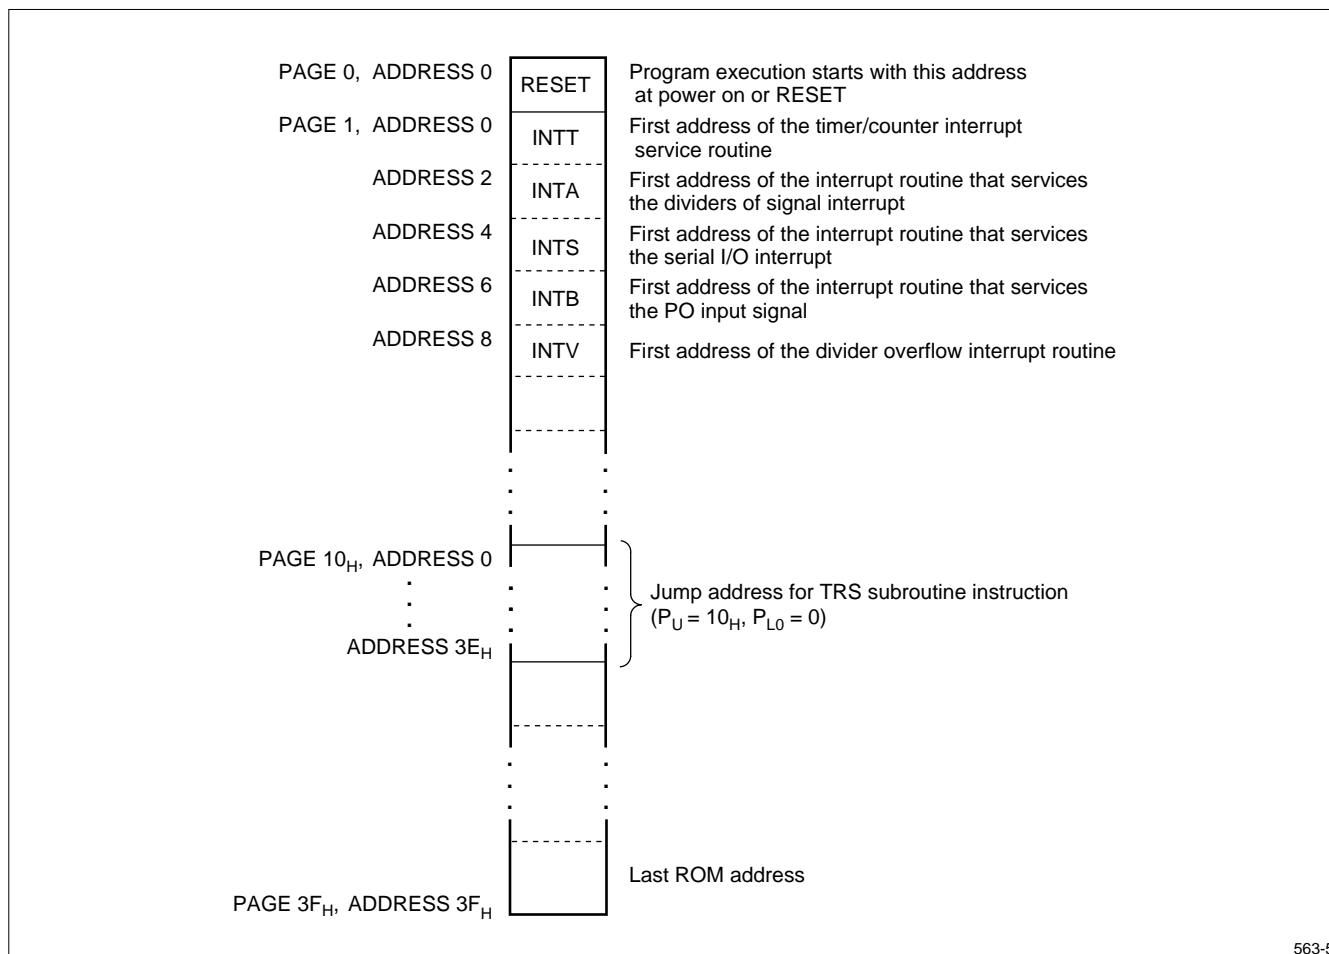 PAGE 0, ADDRESS 0 RESET Program execution starts with this address
at power on or RESET
PAGE 1, ADDRESS 0 INTT First address of the timer/counter interrupt
service routine
ADDRESS 2 INTA First address of the interrupt routine that services
the dividers of signal interrupt
ADDRESS 4 INTS First address of the interrupt routine that services
the serial I/O interrupt
ADDRESS 6 INTB First address of the interrupt routine that services
the PO input signal
ADDRESS 8 INTV First address of the divider overflow interrupt routine
PAGE 10H, ADDRESS 0
Jump address for TRS subroutine instruction
(PU = 10H, PL0 = 0)
ADDRESS 3EH
Last ROM address
PAGE 3FH, ADDRESS 3FH
563-5